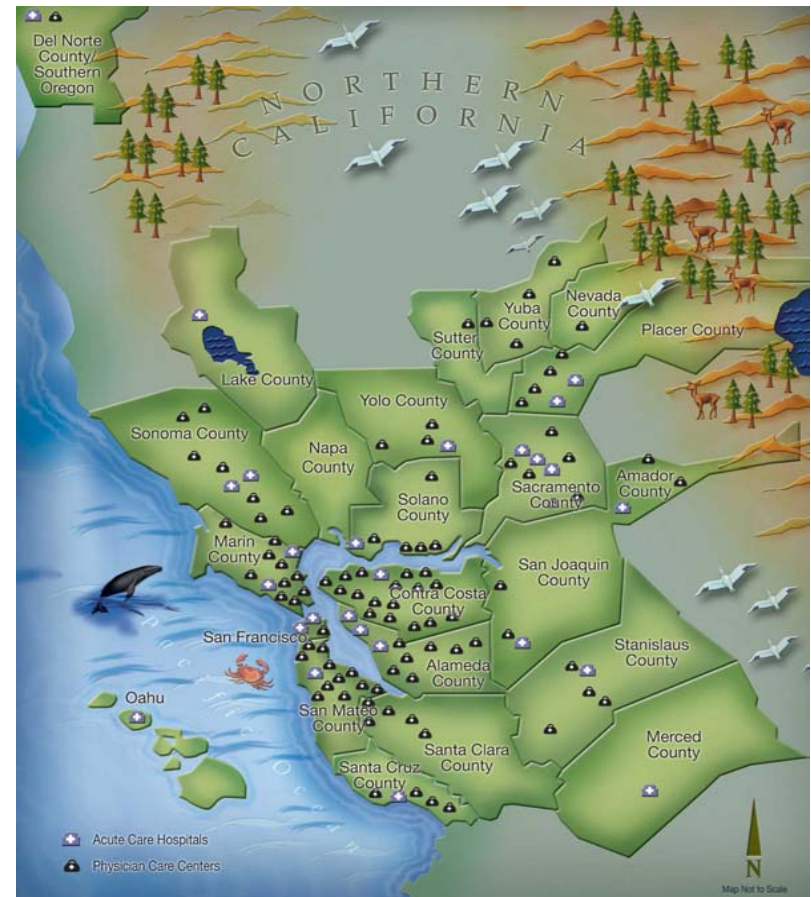 Del Norte
County/
Southern
Oregon
NORTHERN
CALIFORNIA
Yuba
County
Nevada
County
Sutter
County
Placer County
Lake County
Yolo County
Sonoma County
Napa
County
Solano
County
Sacramento
County
Amador
County
Marin
County
San Joaquin
County
Contra Costa
County
San Francisco
Alameda
County
Stanislaus
County
Oahu
San Mateo
County
Santa Clara
County
Merced
County
Santa Cruz
County
Acute Care Hospitals
Physician Care Centers
N
Map Not to Scale